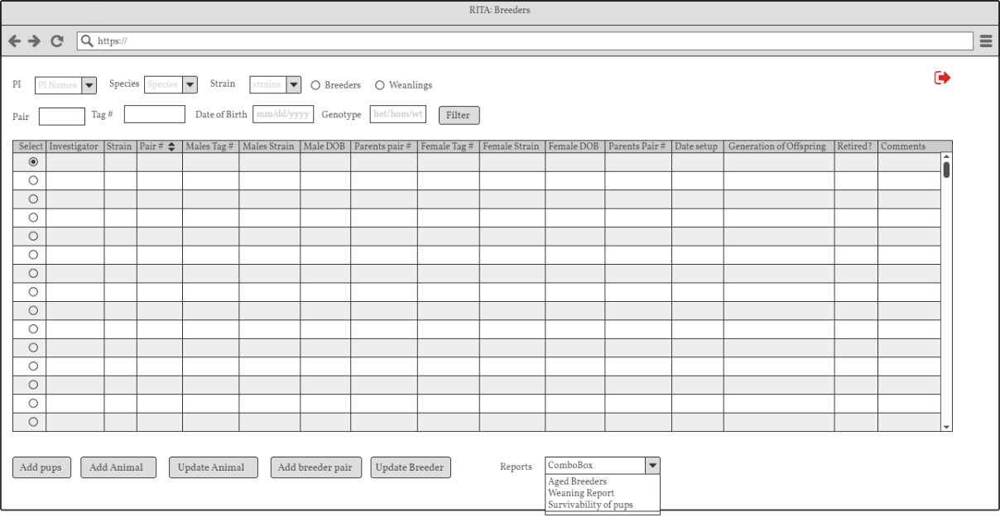 RITA: Breeders
https://
PI PI Names Species Species Strain strains Breeders Weanlings
Pair Tag # Date of Birth mm/dd/yyyy Genotype het/hom/wt Filter
Select Investigator Strain Pair # Males Tag # Males Strain Male DOB Parents pair # Female Tag # Female Strain Female DOB Parents Pair # Date setup Generation of Offspring Retired? Comments
Add pups Add Animal Update Animal Add breeder pair Update Breeder Reports ComboBox
Aged Breeders
Weaning Report
Survivability of pups